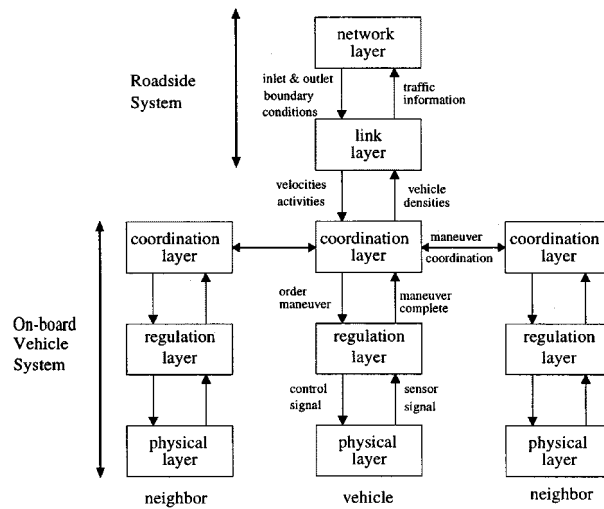 network
layer
Roadside
System
inlet & outlet
boundary
conditions
traffic
information
link
layer
velocities
activities
vehicle
densities
coordination
layer
coordination
layer
maneuver
coordination
coordination
layer
On-board
Vehicle
System
order
maneuver
maneuver
complete
regulation
layer
regulation
layer
regulation
layer
control
signal
sensor
signal
physical
layer
physical
layer
physical
layer
neighbor
vehicle
neighbor